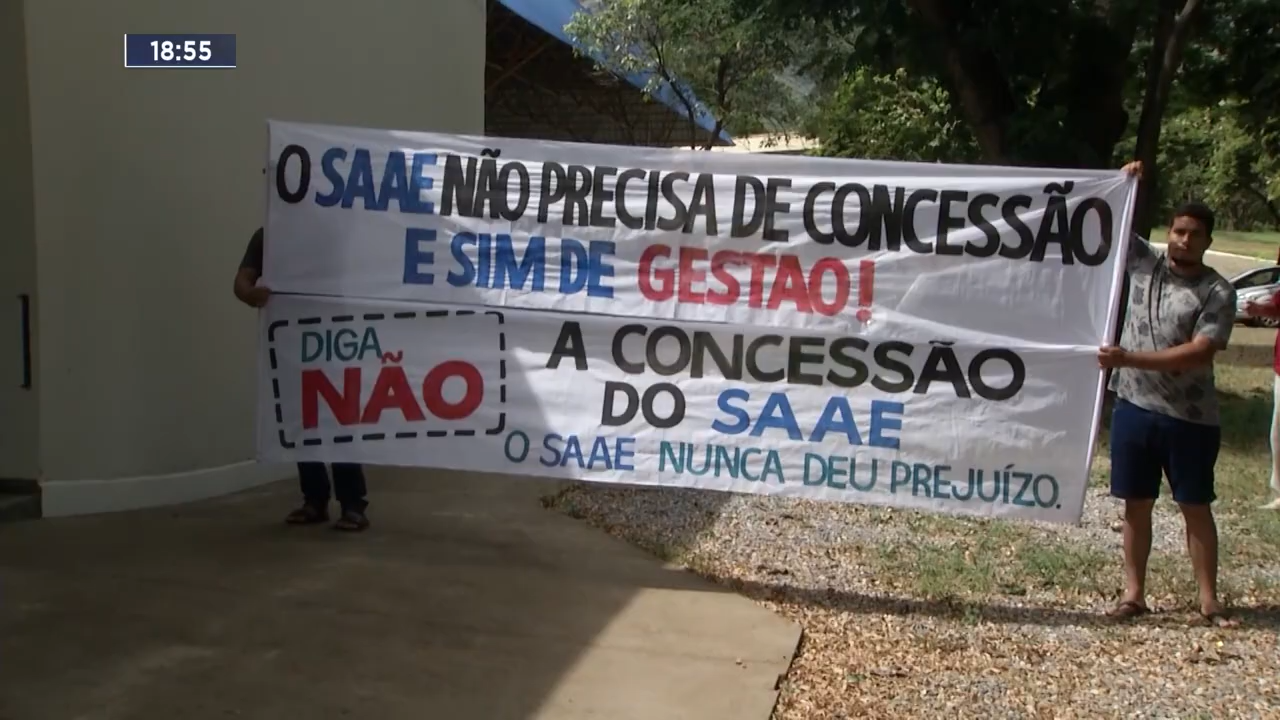 18:55
O SAAE NÃO PRECISA DE CONCESSÃO
E SIM DE GESTAO!
DIGA
NÃO
A CONCESSÃO
DO SAAE
O SAAE NUNCA DEU PREJUÍZO.